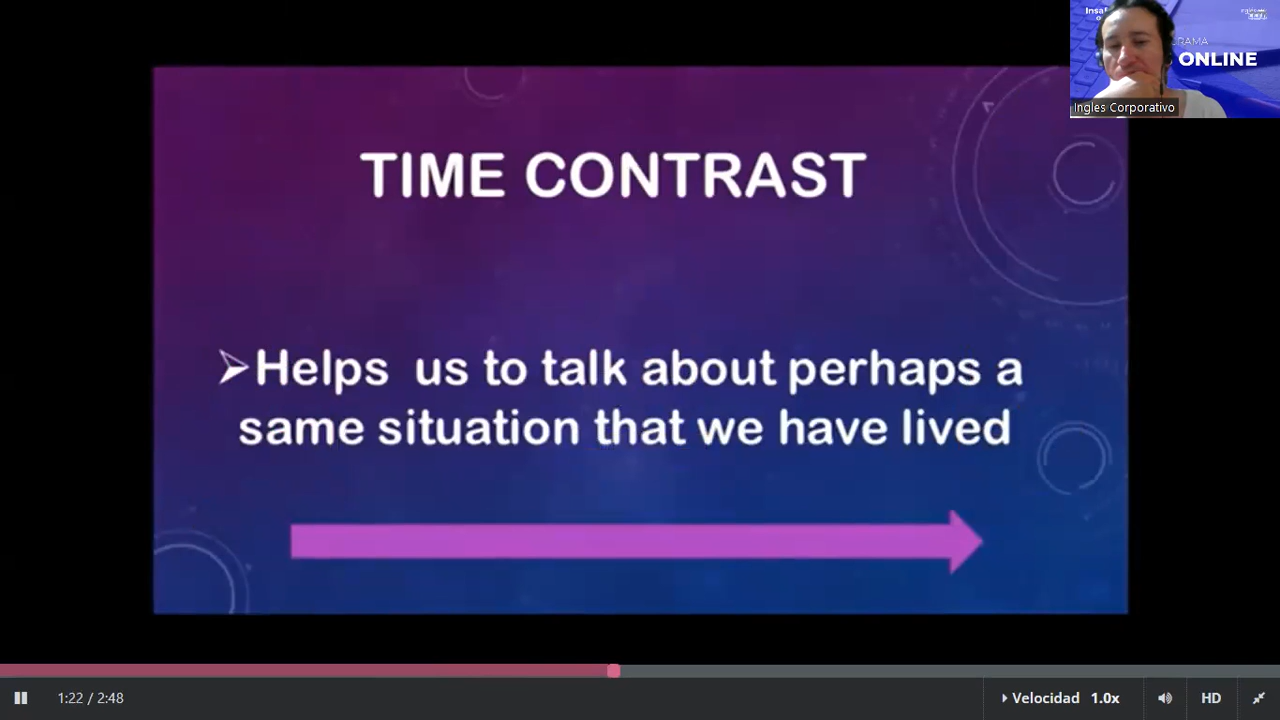 ONLINE
Ingles Corporativo
TIME CONTRAST
Helps us to talk about perhaps a
same situation that we have lived
1:22 / 2:48
Velocidad 1.0x
HD